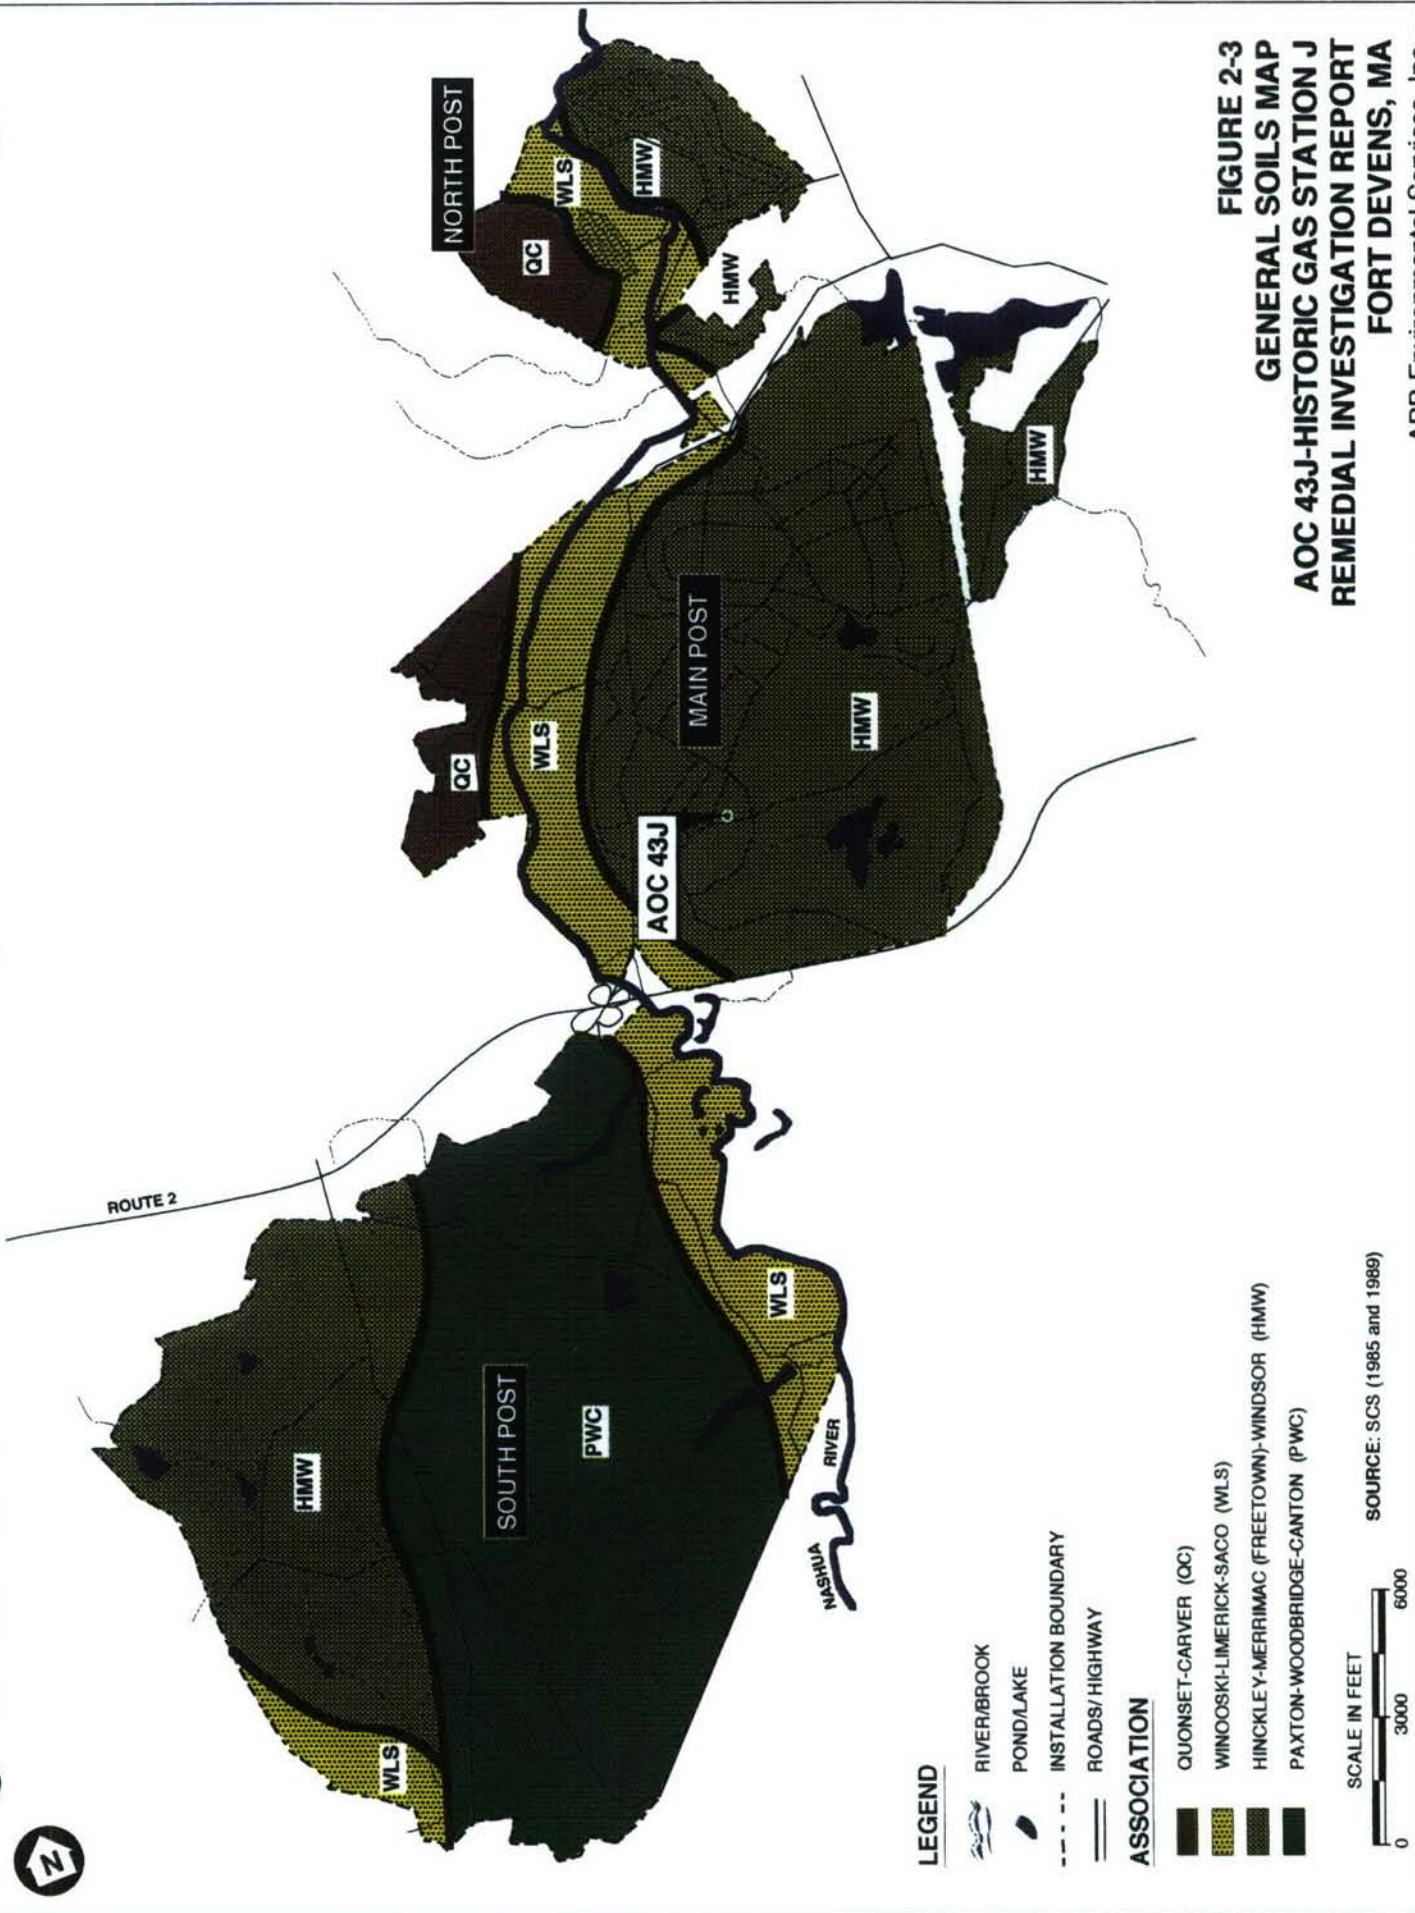 N
NORTH POST
WLS
HMW
QC
HMW
HMW
QC
WLS
MAIN POST
HMW
AOC 43J
ROUTE 2
HMW
SOUTH POST
PWC
WLS
WLS
NASHUA
RIVER
LEGEND
RIVER/BROOK
POND/LAKE
INSTALLATION BOUNDARY
ROADS/ HIGHWAY
ASSOCIATION
QUONSET-CARVER (QC)
WINOOSKI-LIMERICK-SACO (WLS)
HINCKLEY-MERRIMAC (FREETOWN)-WINDSOR (HMW)
PAXTON-WOODBRIDGE-CANTON (PWC)
SCALE IN FEET
0 3000 6000
SOURCE: SCS (1985 and 1989)
FIGURE 2-3
GENERAL SOILS MAP
AOC 43J-HISTORIC GAS STATION J
REMEDIAL INVESTIGATION REPORT
FORT DEVENS, MA
Environmental Services, Inc.